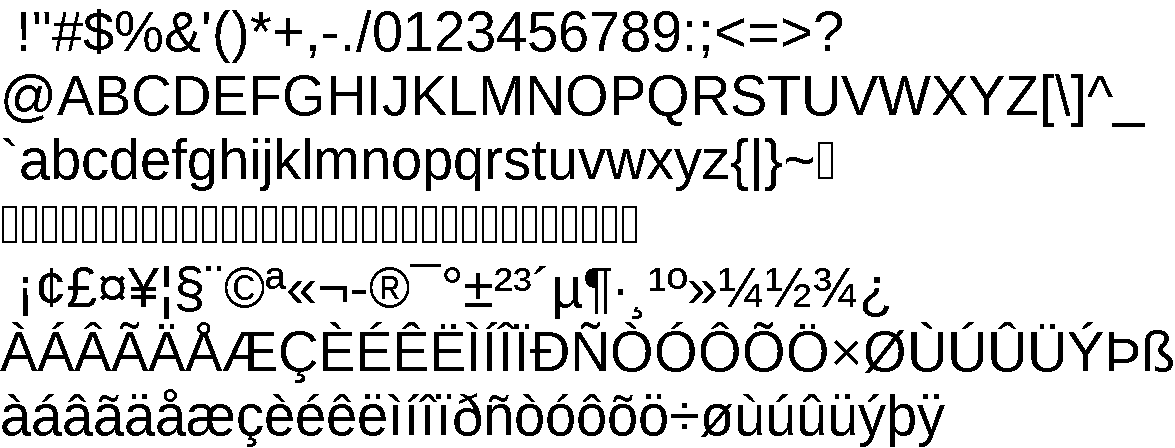 !"#$%&'()*+,-./0123456789:;<=>?
@ABCDEFGHIJKLMNOPQRSTUVWXYZ[\]^_
`abcdefghijklmnopqrstuvwxyz{|}~▯
▯▯▯▯▯▯▯▯▯▯▯▯▯▯▯▯▯▯▯▯▯▯▯▯▯▯▯▯▯▯▯▯
¡¢£¤¥¦§¨©ª«¬-®¯°±²³´µ¶·¸¹º»¼½¾¿
ÀÁÂÃÄÅÆÇÈÉÊËÌÍÎÏÐÑÒÓÔÕÖ×ØÙÚÛÜÝÞß
àáâãäåæçèéêëìíîïðñòóôõö÷øùúûüýþÿ